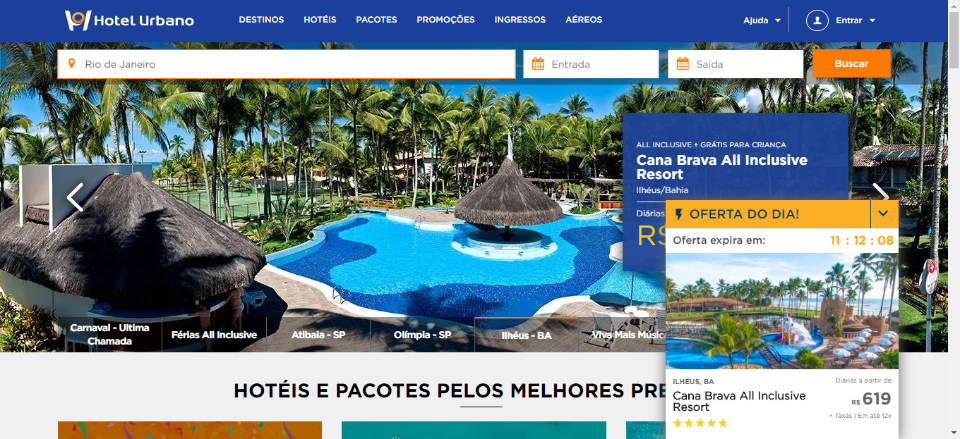 Hotel Urbano
DESTINOS HOTÉIS PACOTES PROMOÇÕES INGRESSOS AÉREOS
Ajuda Entrar
Rio de Janeiro
Entrada
Saída
Buscar
ALL INCLUSIVE + GRÁTIS PARA CRIANÇA
Cana Brava All Inclusive
Resort
Ilhéus/Bahia
Diárias
R$
OFERTA DO DIA!
Oferta expira em: 11 : 12 : 08
Carnaval - Ultima
Chamada
Férias All Inclusive
Atibaia - SP
Olímpia - SP
Ilhéus - BA
Viva Mais Músic
HOTÉIS E PACOTES PELOS MELHORES PRE
ILHÉUS, BA
Cana Brava All Inclusive
Resort
Diárias a partir de
R$ 619
+ Taxas | Em até 12x